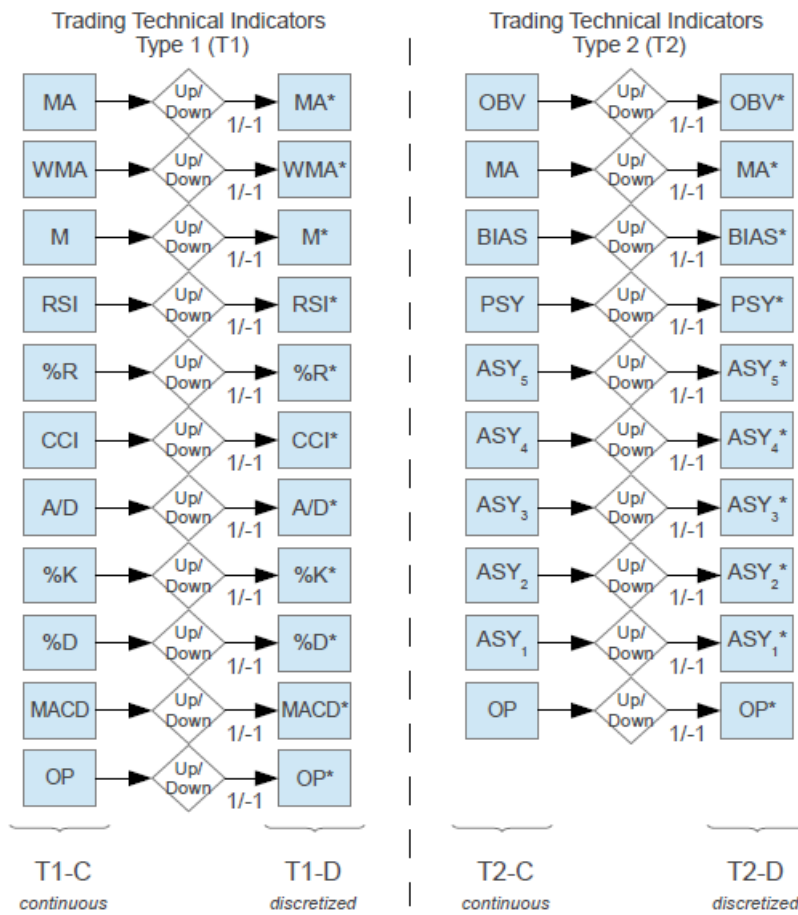 Trading Technical Indicators
Type 1 (T1)
MA
Up/
Down
1/-1
MA*
WMA
Up/
Down
1/-1
WMA*
M
Up/
Down
1/-1
M*
RSI
Up/
Down
1/-1
RSI*
%R
Up/
Down
1/-1
%R*
CCI
Up/
Down
1/-1
CCI*
A/D
Up/
Down
1/-1
A/D*
%K
Up/
Down
1/-1
%K*
%D
Up/
Down
1/-1
%D*
MACD
Up/
Down
1/-1
MACD*
OP
Up/
Down
1/-1
OP*
T1-C
continuous
T1-D
discretized
Trading Technical Indicators
Type 2 (T2)
OBV
Up/
Down
1/-1
OBV*
MA
Up/
Down
1/-1
MA*
BIAS
Up/
Down
1/-1
BIAS*
PSY
Up/
Down
1/-1
PSY*
ASY5
Up/
Down
1/-1
ASY5*
ASY4
Up/
Down
1/-1
ASY4*
ASY3
Up/
Down
1/-1
ASY3*
ASY2
Up/
Down
1/-1
ASY2*
ASY1
Up/
Down
1/-1
ASY1*
OP
Up/
Down
1/-1
OP*
T2-C
continuous
T2-D
discretized